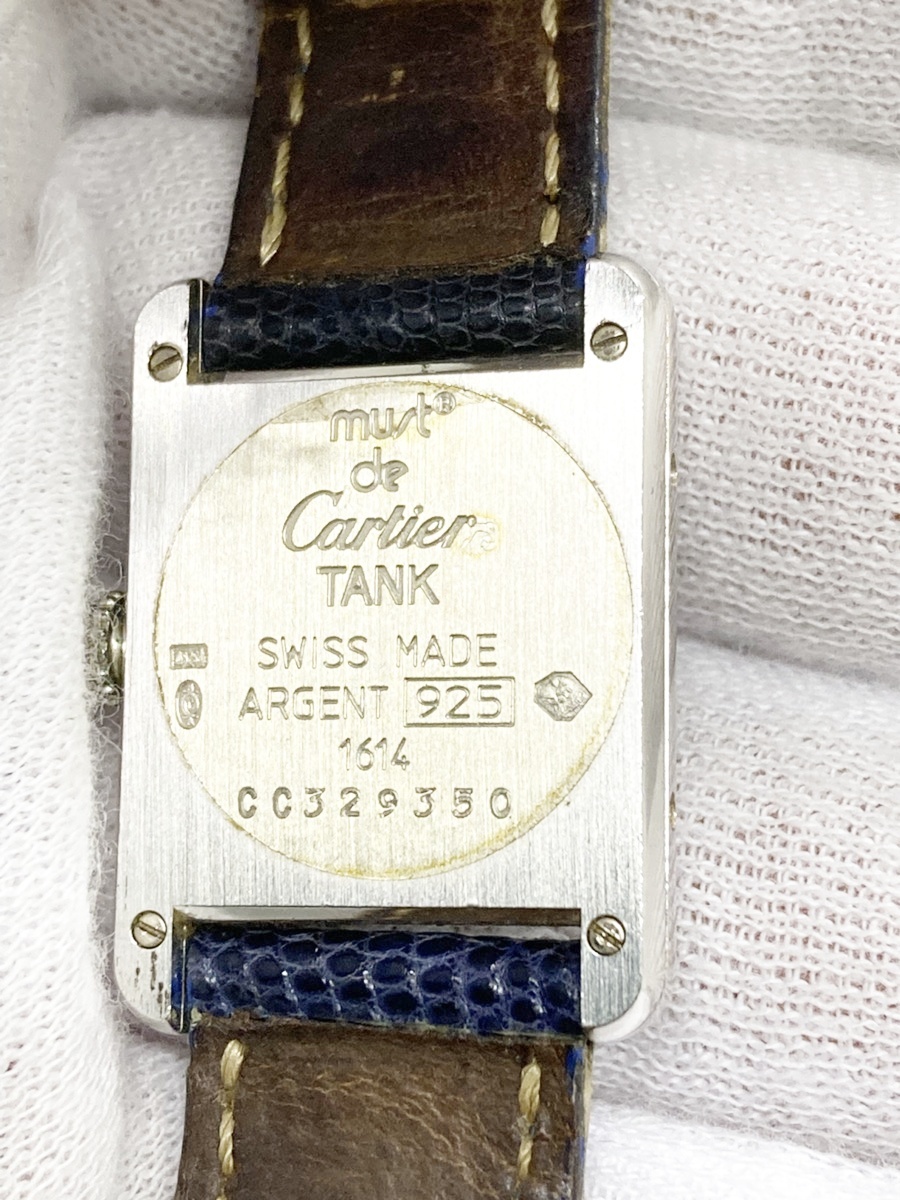 must®
de
Cartier
TANK
SWISS MADE
ARGENT 925
1614
CC329350